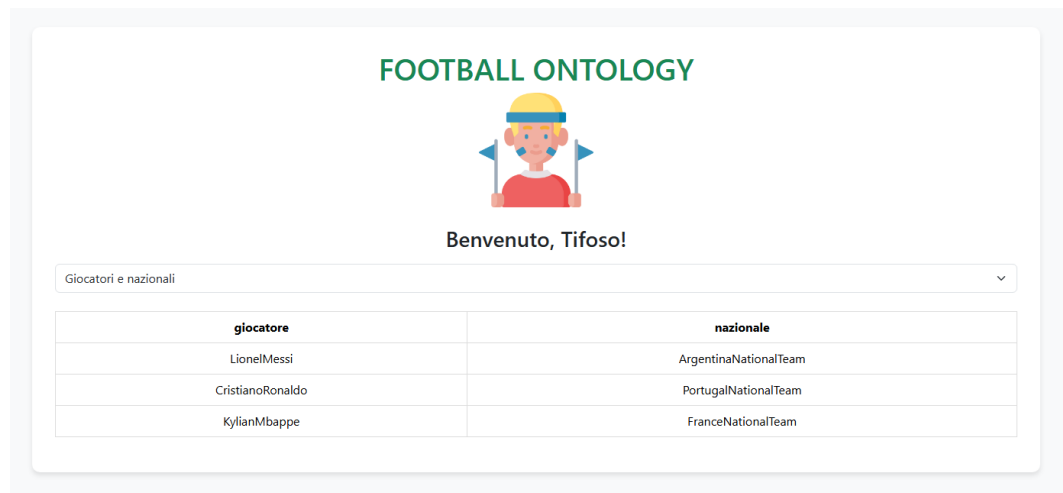 FOOTBALL ONTOLOGY
Benvenuto, Tifoso!
Giocatori e nazionali
giocatore nazionale
LionelMessi ArgentinaNationalTeam
CristianoRonaldo PortugalNationalTeam
KylianMbappe FranceNationalTeam